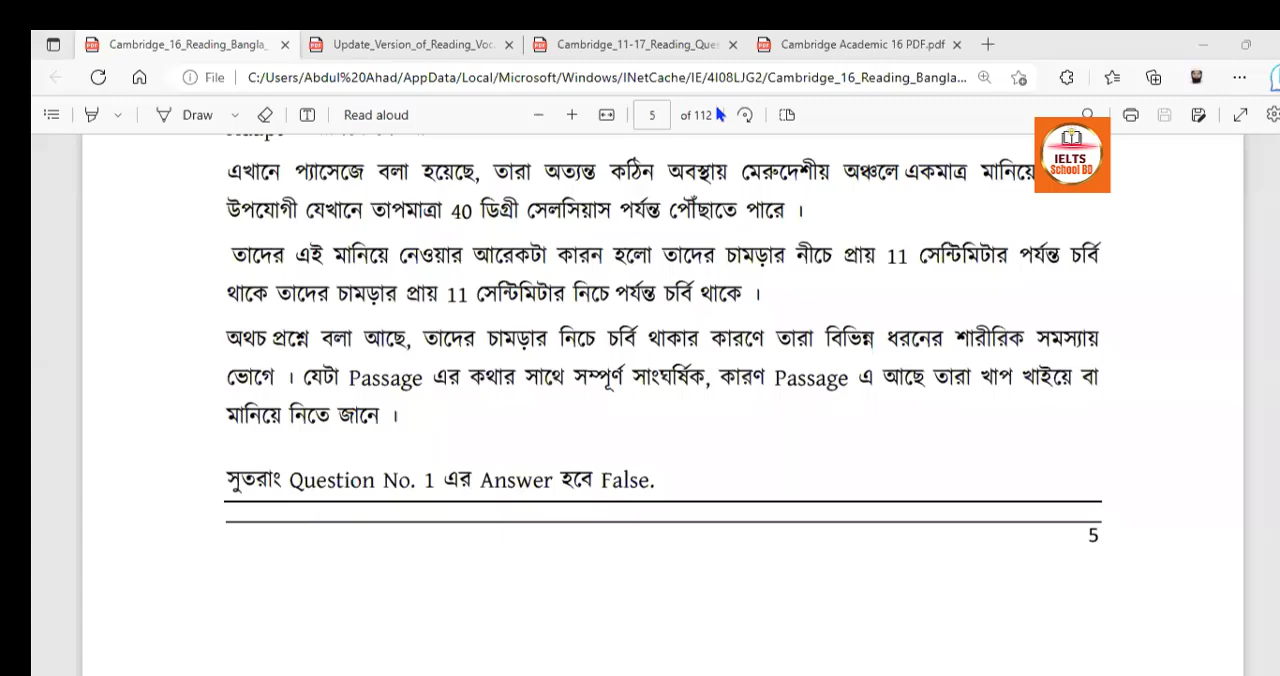 Cambridge_16_Reading_Bangla_
Update_Version_of_Reading_Voc
Cambridge_11-17_Reading_Ques
Cambridge Academic 16 PDF.pdf
File C:/Users/Abdul%20Ahad/AppData/Local/Microsoft/Windows/INetCache/IE/4I08LJG2/Cambridge_16_Reading_Bangla...
Draw Read aloud 5 of 112
IELTS
School BD
এখানে প্যাসেজে বলা হয়েছে, তারা অত্যন্ত কঠিন অবস্থায় মেরুদেশীয় অঞ্চলে একমাত্র মানিয়ে
উপযোগী যেখানে তাপমাত্রা 40 ডিগ্রী সেলসিয়াস পর্যন্ত পৌঁছাতে পারে ।
তাদের এই মানিয়ে নেওয়ার আরেকটা কারন হলো তাদের চামড়ার নীচে প্রায় 11 সেন্টিমিটার পর্যন্ত চর্বি
থাকে তাদের চামড়ার প্রায় 11 সেন্টিমিটার নিচে পর্যন্ত চর্বি থাকে ।
অথচ প্রশ্নে বলা আছে, তাদের চামড়ার নিচে চর্বি থাকার কারণে তারা বিভিন্ন ধরনের শারীরিক সমস্যায়
ভোগে । যেটা Passage এর কথার সাথে সম্পূর্ণ সাংঘর্ষিক, কারণ Passage এ আছে তারা খাপ খাইয়ে বা
মানিয়ে নিতে জানে ।
সুতরাং Question No. 1 এর Answer হবে False.
5